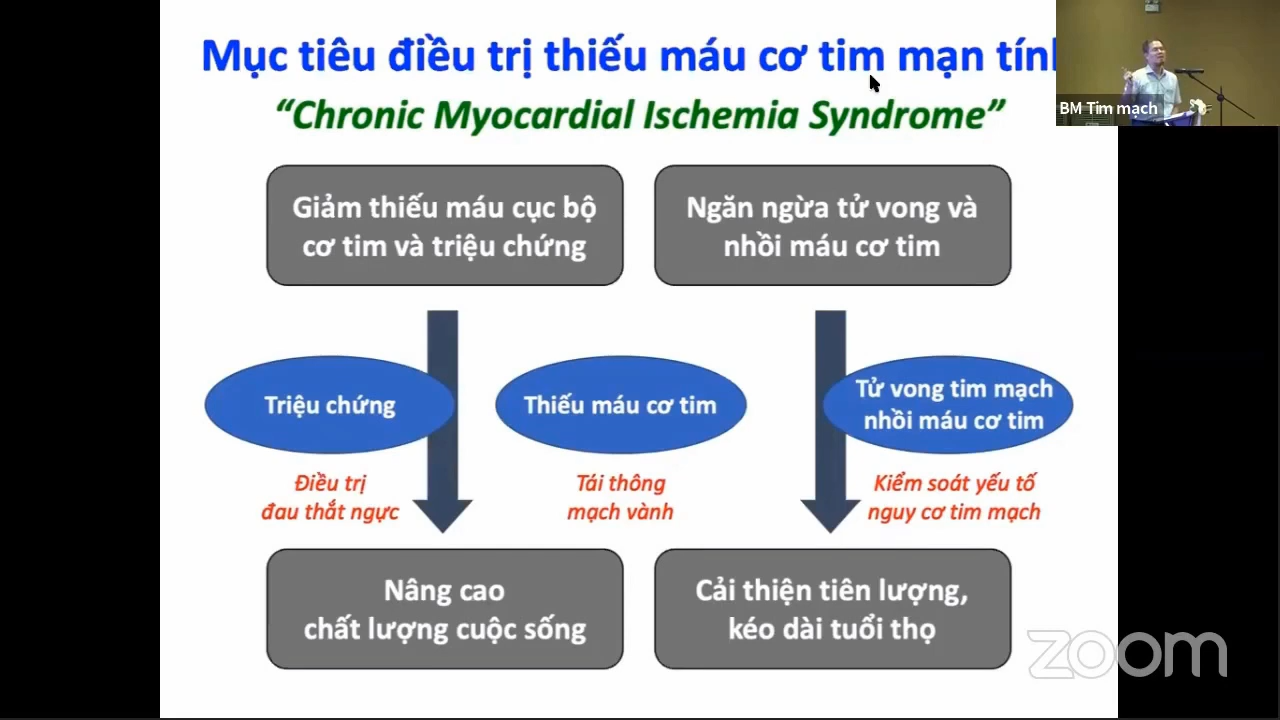 Mục tiêu điều trị thiếu máu cơ tim mạn
“Chronic Myocardial Ischemia Syndrome”
BM Tim mach
Giảm thiếu máu cục bộ
cơ tim và triệu chứng
Ngăn ngừa tử vong và
nhồi máu cơ tim
Triệu chứng
Thiếu máu cơ tim
Tử vong tim mạch
nhồi máu cơ tim
Điều trị
đau thắt ngực
Tái thông
mạch vành
Kiểm soát yếu tố
nguy cơ tim mạch
Nâng cao
chất lượng cuộc sống
Cải thiện tiên lượng,
kéo dài tuổi thọ
zoom